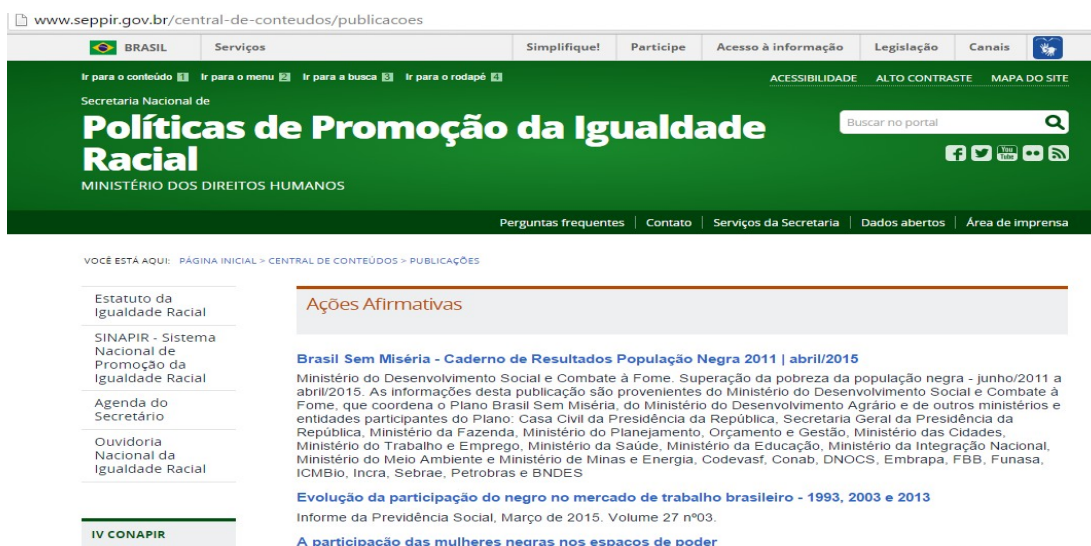 www.seppir.gov.br/central-de-conteudos/publicacoes
BRASIL Serviços Simplifique! Participe Acesso à informação Legislação Canais
Ir para o conteúdo 1 Ir para o menu 2 Ir para a busca 3 Ir para o rodapé 4 ACESSIBILIDADE ALTO CONTRASTE MAPA DO SITE
Secretaria Nacional de
Políticas de Promoção da Igualdade
Racial
MINISTÉRIO DOS DIREITOS HUMANOS
Buscar no portal
You Tube
Perguntas frequentes Contato Serviços da Secretaria Dados abertos Área de imprensa
VOCÊ ESTÁ AQUI: PÁGINA INICIAL > CENTRAL DE CONTEÚDOS > PUBLICAÇÕES
Estatuto da
Igualdade Racial
SINAPIR - Sistema
Nacional de
Promoção da
Igualdade Racial
Agenda do
Secretário
Ouvidoria
Nacional da
Igualdade Racial
IV CONAPIR
Ações Afirmativas
Brasil Sem Miséria - Caderno de Resultados População Negra 2011 | abril/2015
Ministério do Desenvolvimento Social e Combate à Fome. Superação da pobreza da população negra - junho/2011 a
abril/2015. As informações desta publicação são provenientes do Ministério do Desenvolvimento Social e Combate à
Fome, que coordena o Plano Brasil Sem Miséria, do Ministério do Desenvolvimento Agrário e de outros ministérios e
entidades participantes do Plano: Casa Civil da Presidência da República, Secretaria Geral da Presidência da
República, Ministério da Fazenda, Ministério do Planejamento, Orçamento e Gestão, Ministério das Cidades,
Ministério do Trabalho e Emprego, Ministério da Saúde, Ministério da Educação, Ministério da Integração Nacional,
Ministério do Meio Ambiente e Ministério de Minas e Energia, Codevasf, Conab, DNOCS, Embrapa, FBB, Funasa,
ICMBio, Incra, Sebrae, Petrobras e BNDES
Evolução da participação do negro no mercado de trabalho brasileiro - 1993, 2003 e 2013
Informe da Previdência Social, Março de 2015. Volume 27 nº03.
A participação das mulheres negras nos espaços de poder